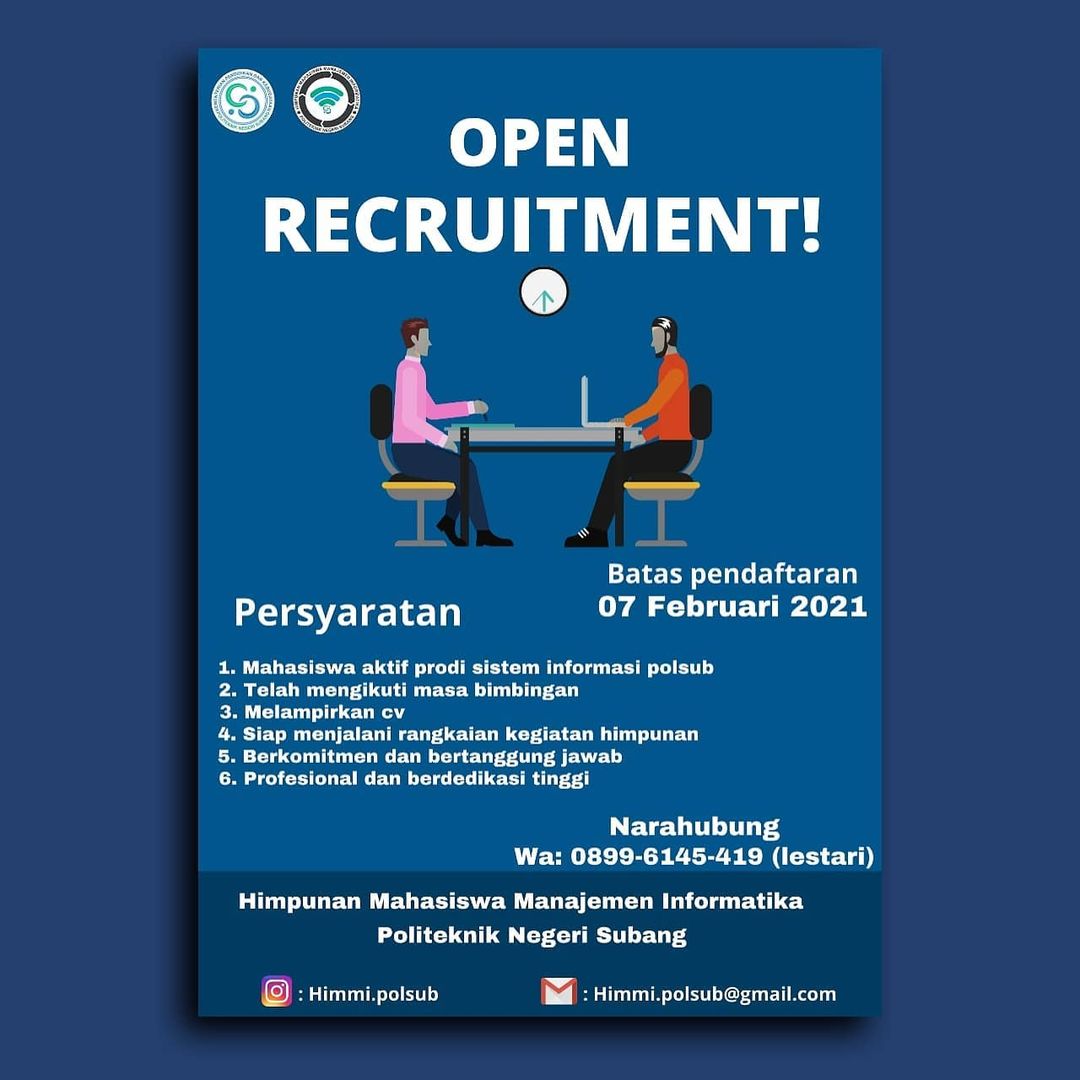 OPEN
RECRUITMENT!
Batas pendaftaran
07 Februari 2021
Persyaratan
1. Mahasiswa aktif prodi sistem informasi polsub
2. Telah mengikuti masa bimbingan
3. Melampirkan cv
4. Siap menjalani rangkaian kegiatan himpunan
5. Berkomitmen dan bertanggung jawab
6. Profesional dan berdedikasi tinggi
Narahubung
Wa: 0899-6145-419 (lestari)
Himpunan Mahasiswa Manajemen Informatika
Politeknik Negeri Subang
: Himmi.polsub
: Himmi.polsub@gmail.com